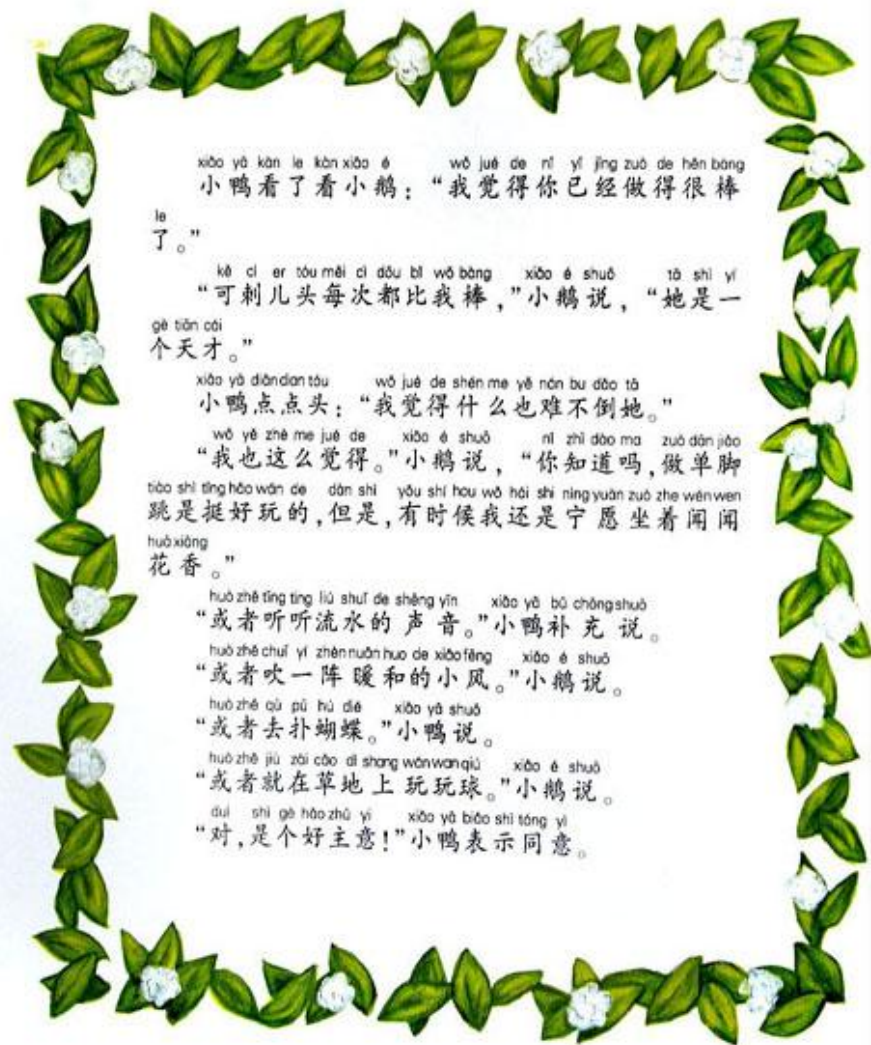 xiǎo yā kàn le kàn xiǎo é wǒ jué de nǐ yǐ jīng zuò de hěn bàng
小鸭看了看小鹅：“我觉得你已经做得很棒
le
了。”
kě cì er tóu měi cì dōu bǐ wǒ bàng xiǎo é shuō tā shì yí
“可刺儿头每次都比我棒，”小鹅说，“她是一
gè tiān cái
个天才。”
xiǎo yā diǎn dian tóu wǒ jué de shén me yě nán bu dǎo tā
小鸭点点头：“我觉得什么也难不倒她。”
wǒ yě zhè me jué de xiǎo é shuō nǐ zhī dào ma zuò dān jiǎo
“我也这么觉得。”小鹅说，“你知道吗，做单脚
tiào shì tǐng hǎo wán de dàn shì yǒu shí hou wǒ hái shi nìng yuàn zuò zhe wén wen
跳是挺好玩的，但是，有时候我还是宁愿坐着闻闻
huā xiāng
花香。”
huò zhě tīng ting liú shuǐ de shēng yīn xiǎo yā bǔ chōng shuō
“或者听听流水的声音。”小鸭补充说。
huò zhě chuī yí zhèn nuǎn huo de xiǎo fēng xiǎo é shuō
“或者吹一阵暖和的小风。”小鹅说。
huò zhě qù pū hú dié xiǎo yā shuō
“或者去扑蝴蝶。”小鸭说。
huò zhě jiù zài cǎo dì shang wán wan qiú xiǎo é shuō
“或者就在草地上玩玩球。”小鹅说。
duì shì gè hǎo zhǔ yi xiǎo yā biǎo shì tóng yì
“对，是个好主意！”小鸭表示同意。